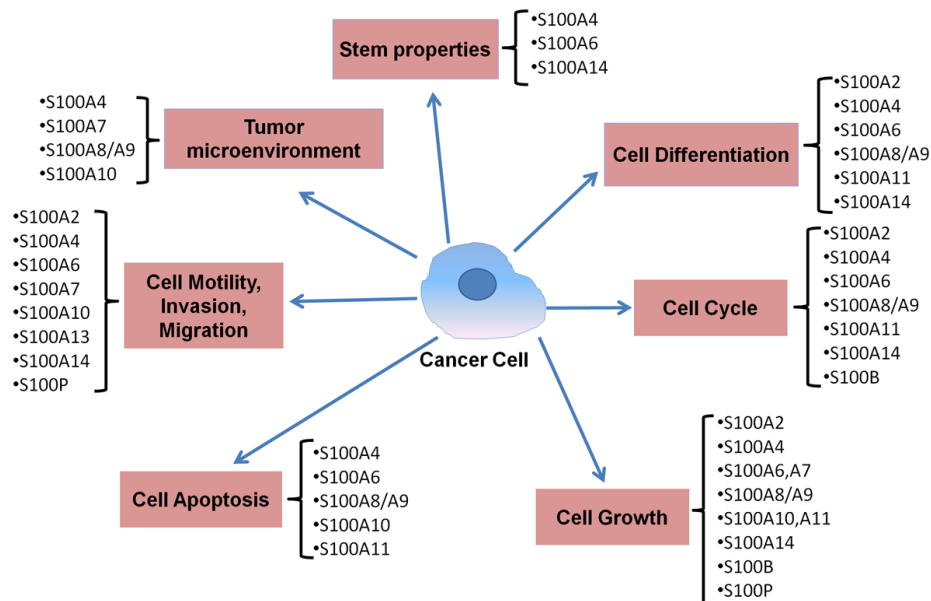 Stem properties
•S100A4
•S100A6
•S100A14
Tumor
microenvironment
•S100A4
•S100A7
•S100A8/A9
•S100A10
Cell Differentiation
•S100A2
•S100A4
•S100A6
•S100A8/A9
•S100A11
•S100A14
Cell Motility,
Invasion,
Migration
•S100A2
•S100A4
•S100A6
•S100A7
•S100A10
•S100A13
•S100A14
•S100P
Cell Cycle
•S100A2
•S100A4
•S100A6
•S100A8/A9
•S100A11
•S100A14
•S100B
Cancer Cell
Cell Apoptosis
•S100A4
•S100A6
•S100A8/A9
•S100A10
•S100A11
Cell Growth
•S100A2
•S100A4
•S100A6,A7
•S100A8/A9
•S100A10,A11
•S100A14
•S100B
•S100P